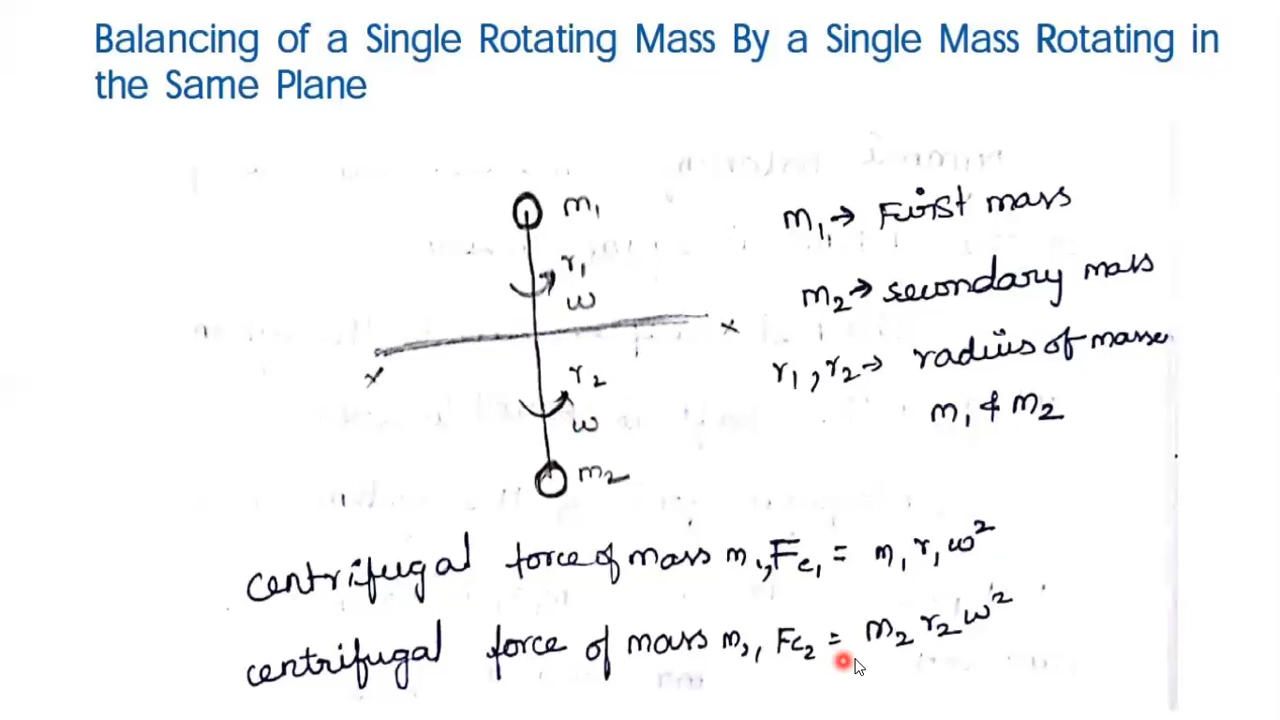 Balancing of a Single Rotating Mass By a Single Mass Rotating in
the Same Plane
m₁
m₁, → First mass
r₁
ω
m₂ → secondary mass
x
x
r₁, r₂ → radius of masse
m₁ & m₂
r₂
ω
m₂
centrifugal force of mass m₁, Fc₁ = m₁ r₁ ω²
centrifugal force of mass m₂, Fc₂ = m₂ r₂ ω²